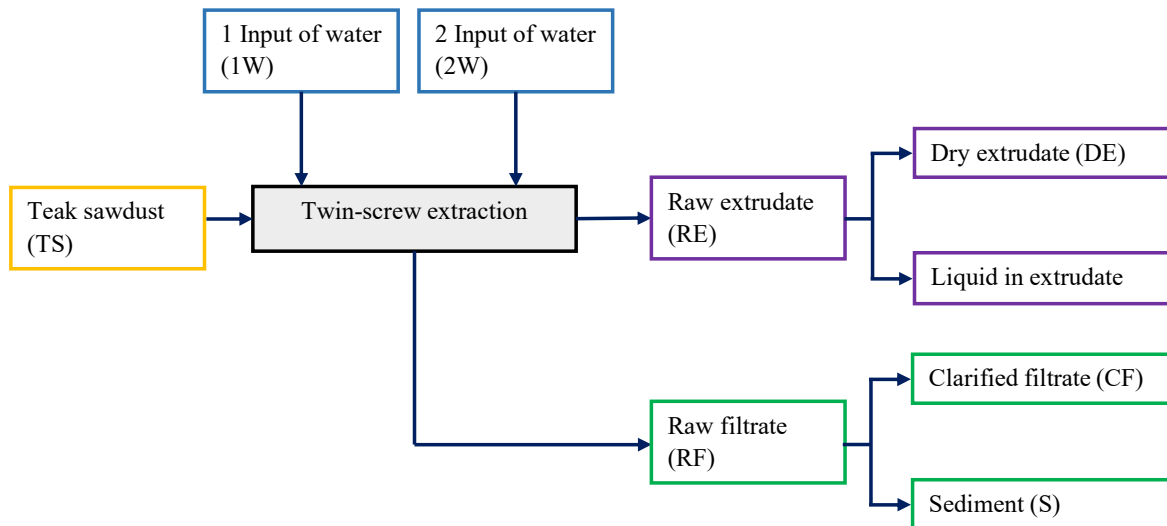 1 Input of water
(1W)
2 Input of water
(2W)
Teak sawdust
(TS)
Twin-screw extraction
Raw extrudate
(RE)
Dry extrudate (DE)
Liquid in extrudate
Raw filtrate
(RF)
Clarified filtrate (CF)
Sediment (S)